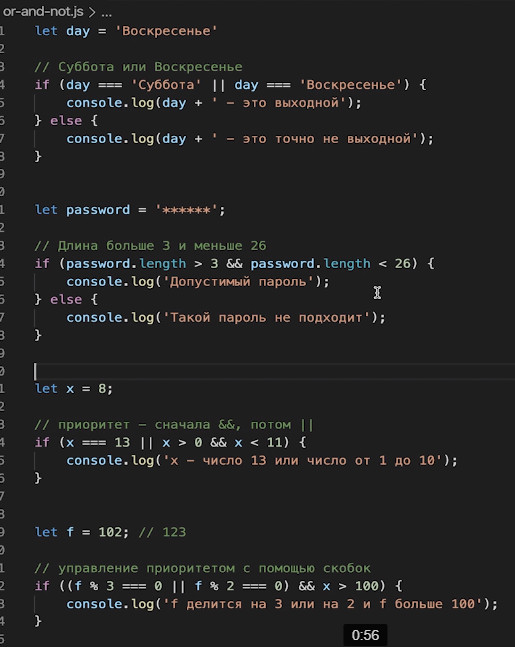 or-and-not.js > ...
1 let day = 'Воскресенье'
2
3 // Суббота или Воскресенье
4 if (day === 'Суббота' || day === 'Воскресенье') {
5 console.log(day + ' – это выходной');
6 } else {
7 console.log(day + ' – это точно не выходной');
8 }
9
0
1 let password = '******';
2
3 // Длина больше 3 и меньше 26
4 if (password.length > 3 && password.length < 26) {
5 console.log('Допустимый пароль');
6 } else {
7 console.log('Такой пароль не подходит');
8 }
9
0
1 let x = 8;
2
3 // приоритет – сначала &&, потом ||
4 if (x === 13 || x > 0 && x < 11) {
5 console.log('x – число 13 или число от 1 до 10');
6 }
7
8
9 let f = 102; // 123
0
1 // управление приоритетом с помощью скобок
2 if ((f % 3 === 0 || f % 2 === 0) && x > 100) {
3 console.log('f делится на 3 или на 2 и f больше 100');
4 }
5
0:56